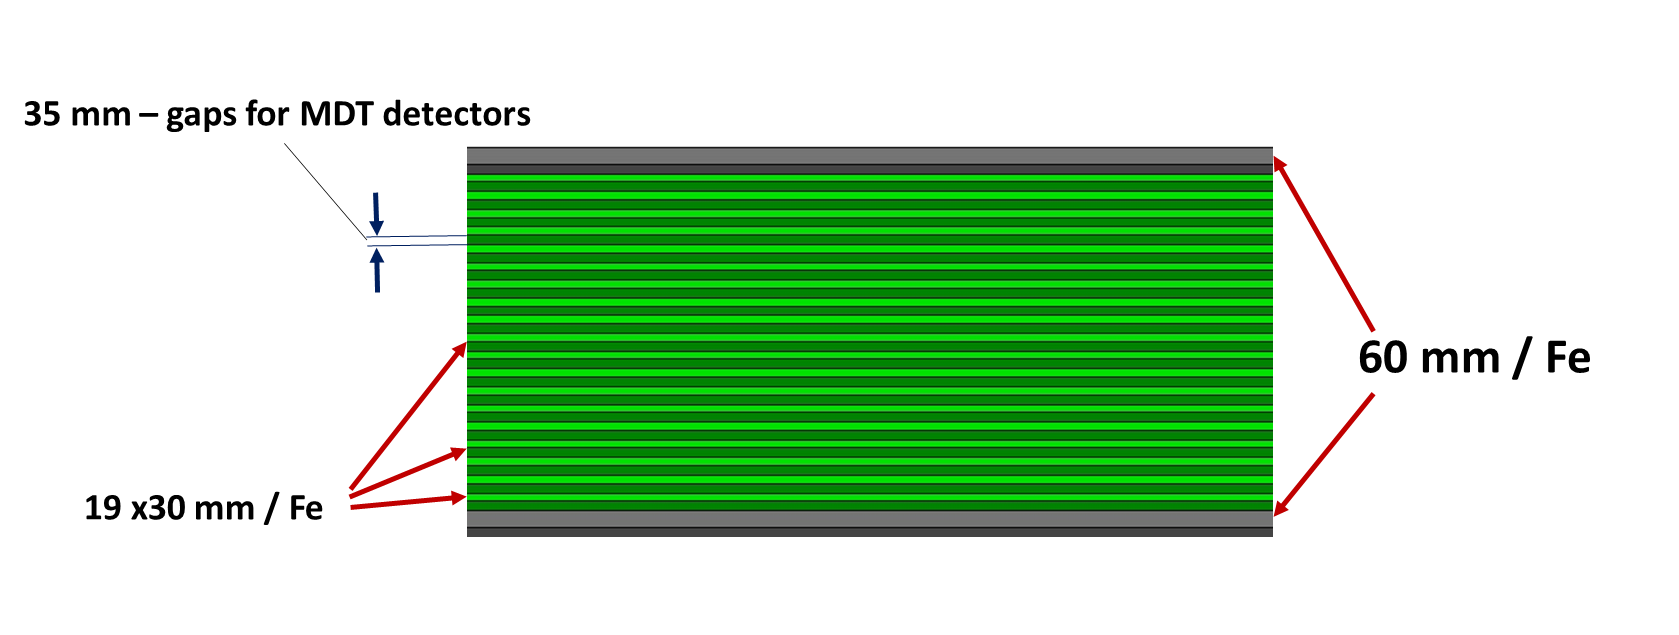 35 mm – gaps for MDT detectors
60 mm / Fe
19 x30 mm / Fe